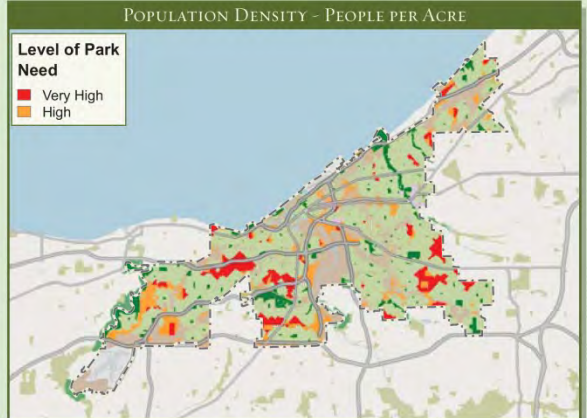 POPULATION DENSITY - PEOPLE PER ACRE
Level of Park
Need
Very High
High